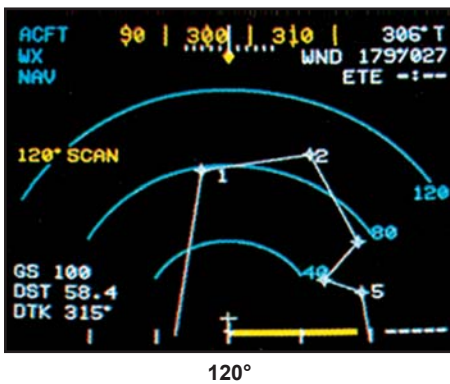 ACFT 90 | 300 | 310 | 306° T
WX WND 179°/027
NAV ETE -:--
120° SCAN
1
2
120
80
40
5
GS 100
DST 58.4
DTK 315°
120°